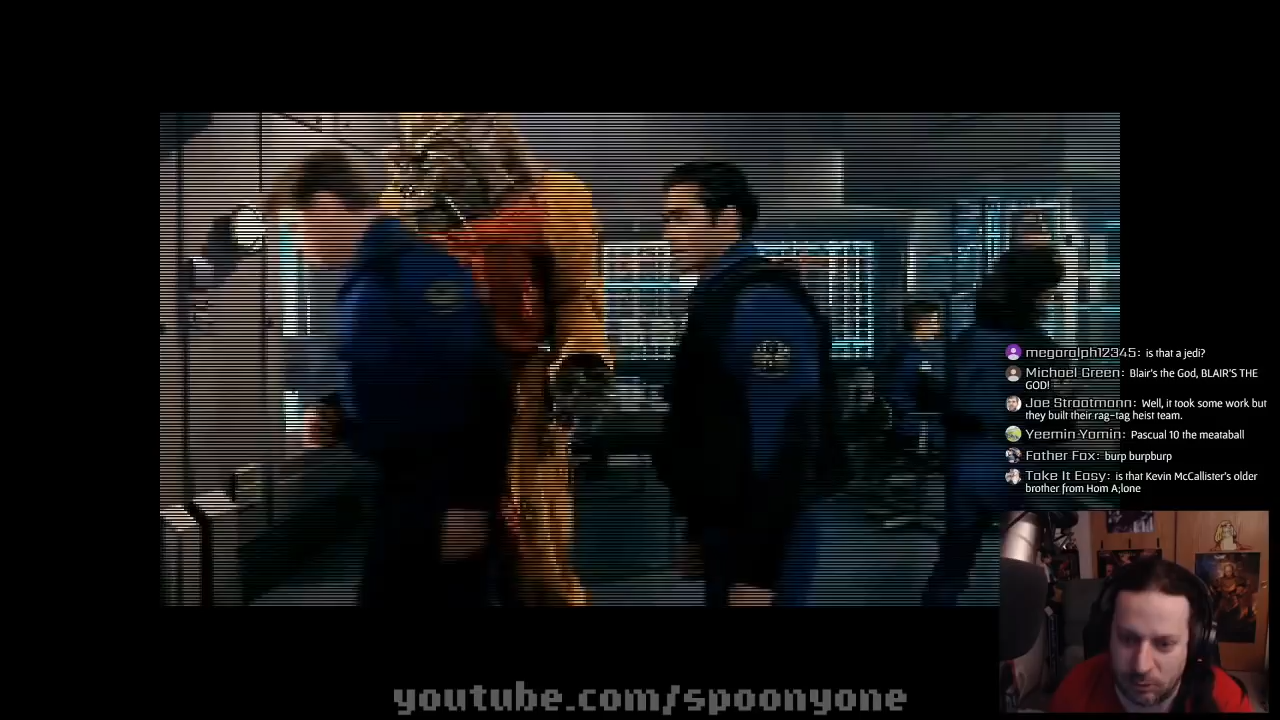 megaralph12345: is that a jedi?
Michael Green: Blair's the God, BLAIR'S THE
GOD!
Joe Strootmann: Well, it took some work but
they built their rag-tag heist team.
Yeemin Yomin: Pascual 10 the meataball
Father Fox: burp burpburp
Take It Easy: is that Kevin McCallister's older
brother from Hom A;lone
youtube.com/spoonyone